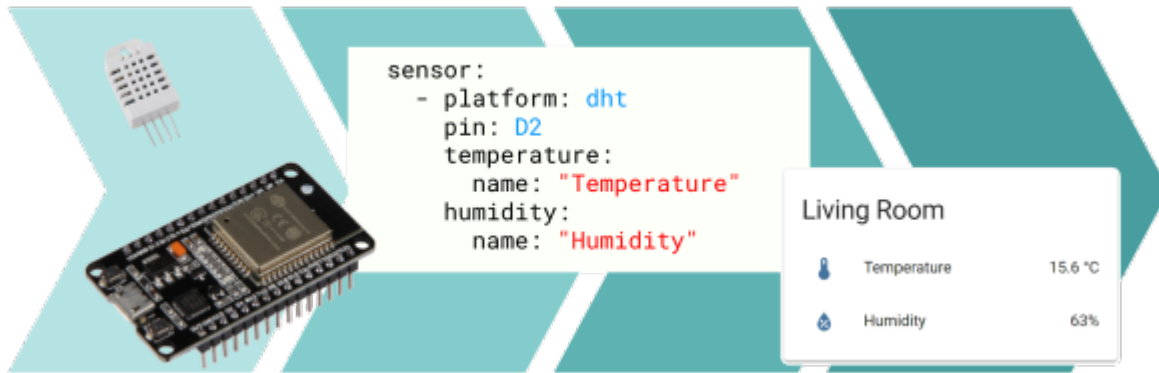 sensor:
  - platform: dht
    pin: D2
    temperature:
      name: "Temperature"
    humidity:
      name: "Humidity"
Living Room
Temperature 15.6 °C
Humidity 63%